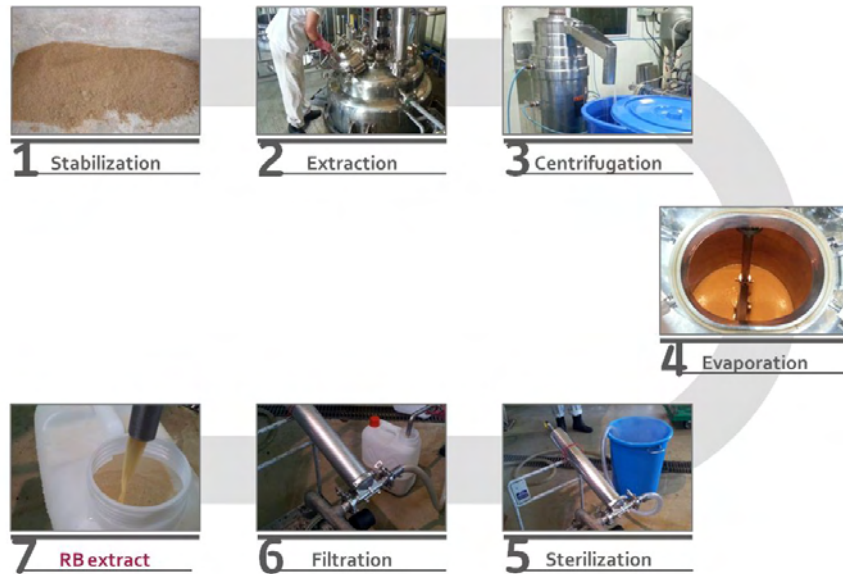 1 Stabilization
2 Extraction
3 Centrifugation
4 Evaporation
7 RB extract
6 Filtration
5 Sterilization